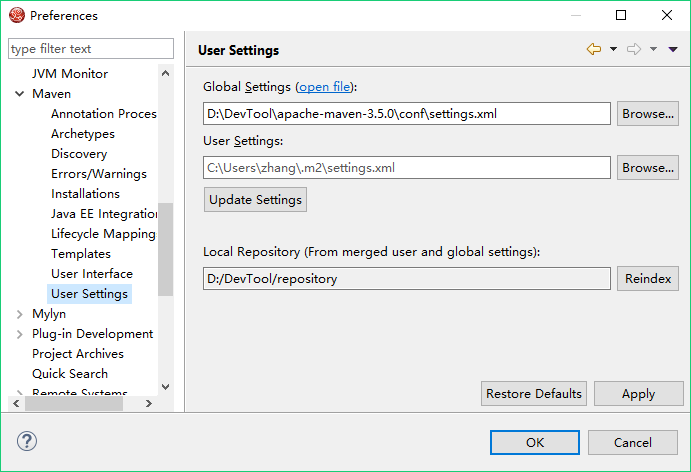 Preferences
type filter text
JVM Monitor
Maven
Annotation Proces
Archetypes
Discovery
Errors/Warnings
Installations
Java EE Integration
Lifecycle Mapping
Templates
User Interface
User Settings
Mylyn
Plug-in Development
Project Archives
Quick Search
Remote Systems
User Settings
Global Settings (open file):
D:\DevTool\apache-maven-3.5.0\conf\settings.xml
Browse...
User Settings:
C:\Users\zhang\.m2\settings.xml
Browse...
Update Settings
Local Repository (From merged user and global settings):
D:/DevTool/repository
Reindex
Restore Defaults
Apply
?
OK
Cancel